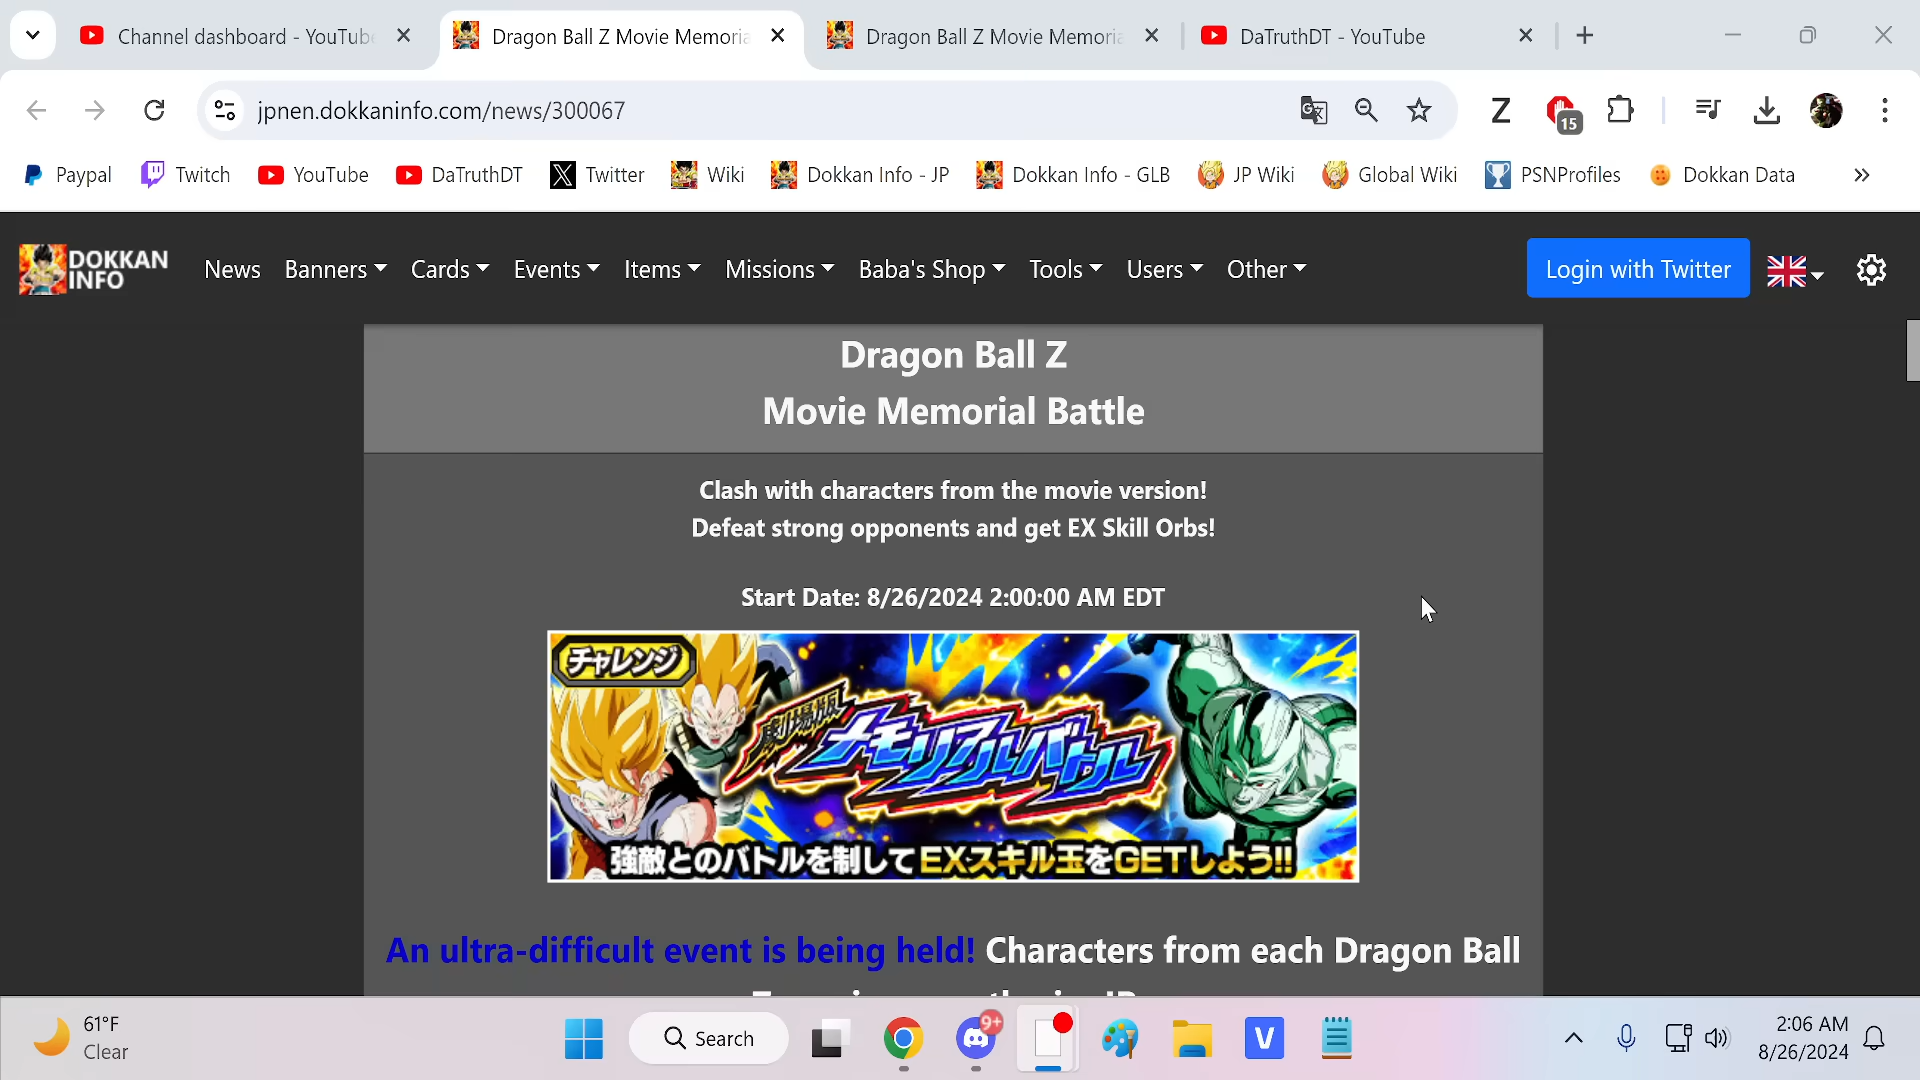 Channel dashboard - YouTube
Dragon Ball Z Movie Memoria
Dragon Ball Z Movie Memoria
DaTruthDT - YouTube
jpnen.dokkaninfo.com/news/300067
Z
15
Paypal
Twitch
YouTube
DaTruthDT
Twitter
Wiki
Dokkan Info - JP
Dokkan Info - GLB
JP Wiki
Global Wiki
PSNProfiles
Dokkan Data
DOKKAN
INFO
News
Banners
Cards
Events
Items
Missions
Baba's Shop
Tools
Users
Other
Login with Twitter
Dragon Ball Z
Movie Memorial Battle
Clash with characters from the movie version!
Defeat strong opponents and get EX Skill Orbs!
Start Date: 8/26/2024 2:00:00 AM EDT
チャレンジ
劇場版
メモリアルバトル
強敵とのバトルを制してEXスキル玉をGETしよう!!
An ultra-difficult event is being held! Characters from each Dragon Ball
61°F
Clear
Search
9+
V
2:06 AM
8/26/2024